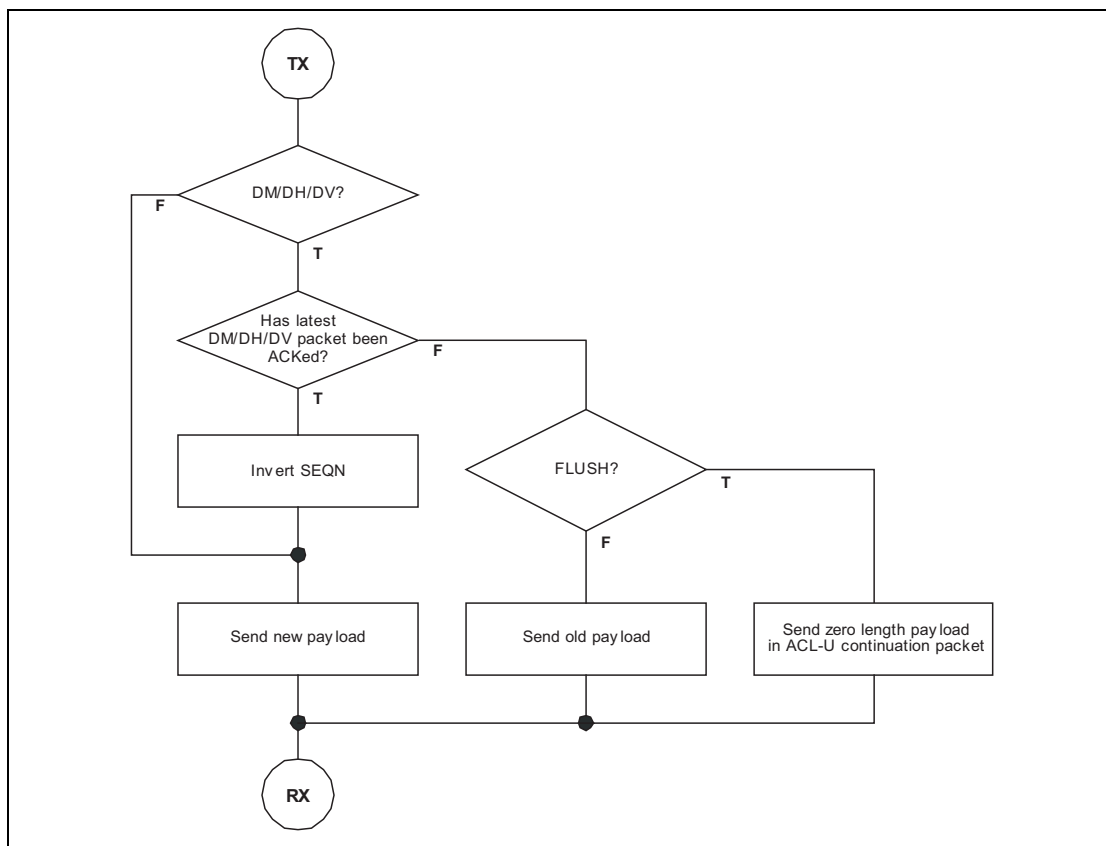 TX
DM/DH/DV?
F
T
Has latest
DM/DH/DV packet been
ACKed?
F
T
Invert SEQN
FLUSH?
T
F
Send new payload
Send old payload
Send zero length payload
in ACL-U continuation packet
RX